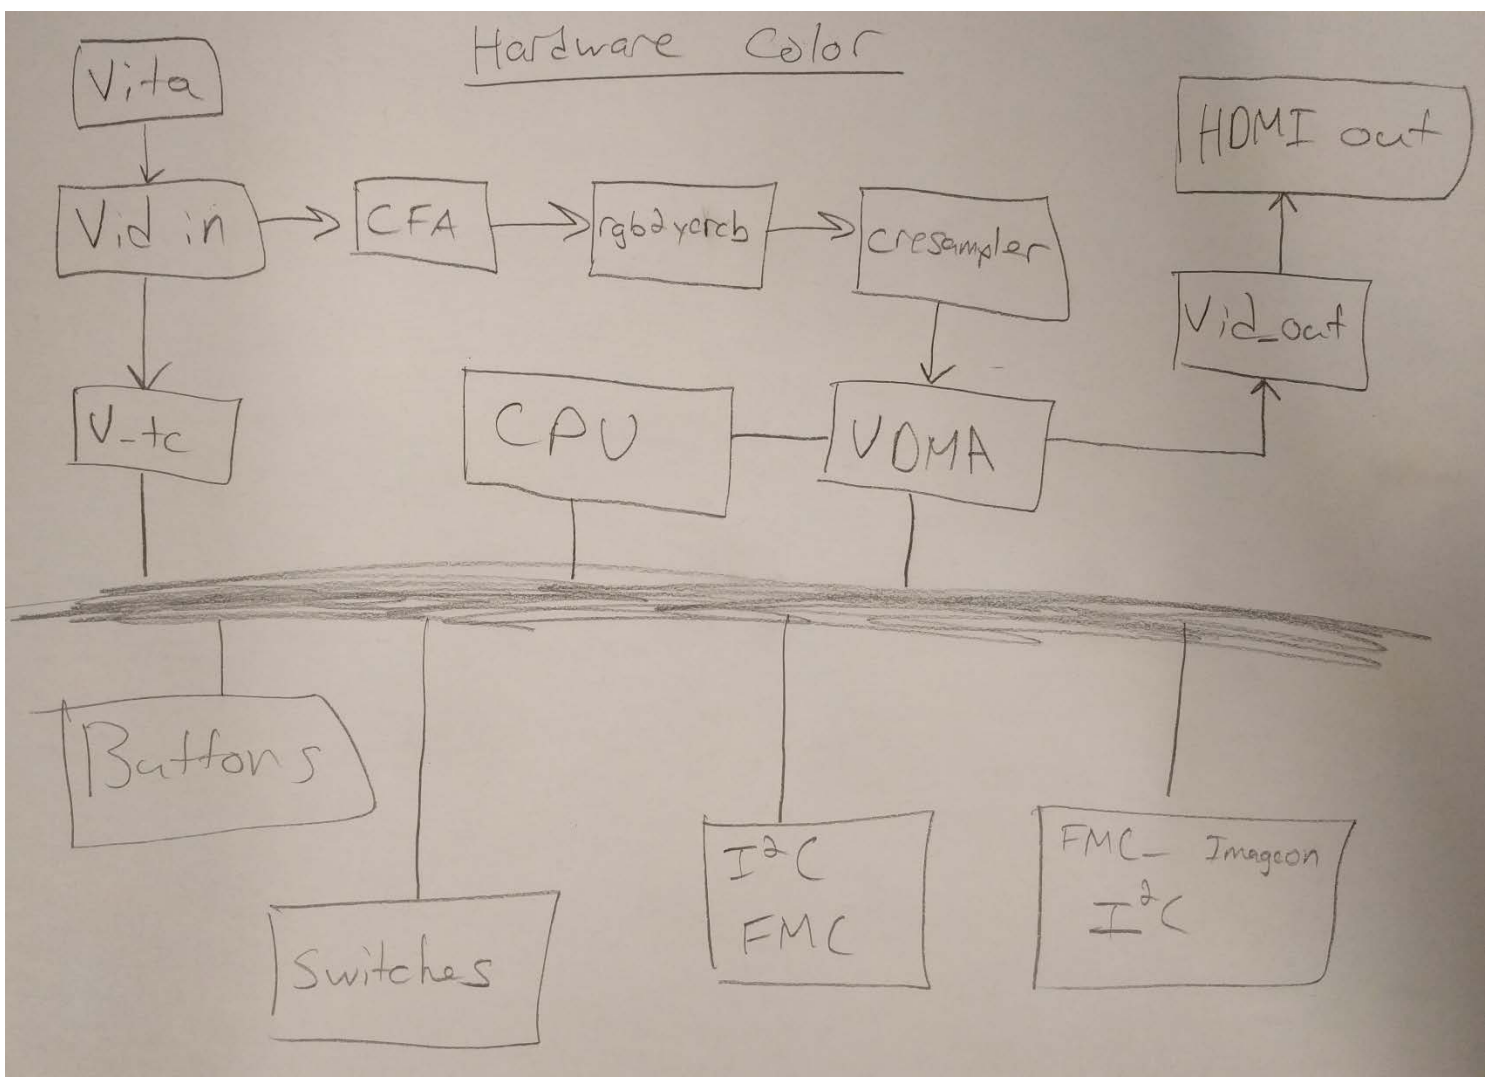 Hardware Color
Vita
HDMI out
Vid in
CFA
rgb2ycrcb
cresampler
Vid_out
V_tc
CPU
VDMA
Buttons
I²C
FMC
FMC_ Imageon
I²C
Switches